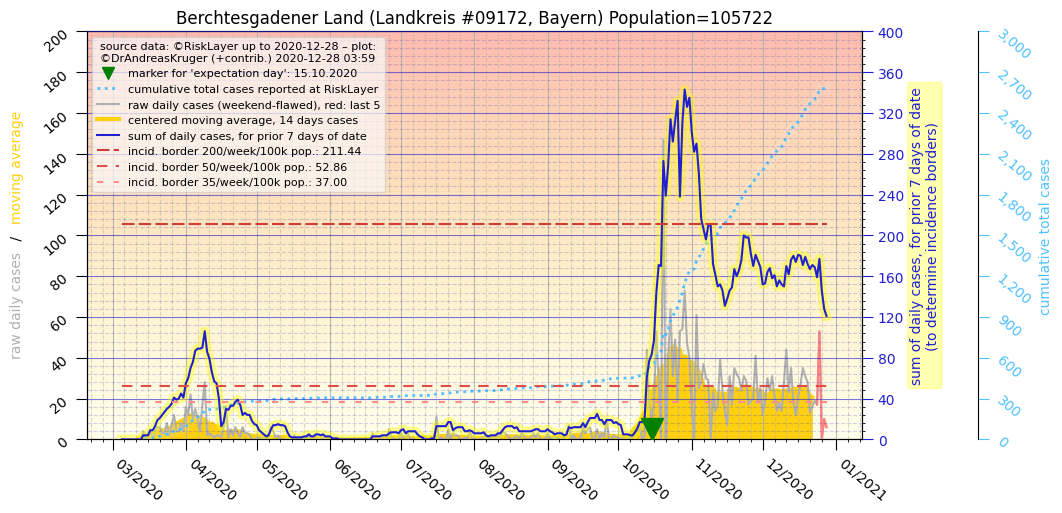 Berchtesgadener Land (Landkreis #09172, Bayern) Population=105722
source data: ©RiskLayer up to 2020-12-28 – plot:
©DrAndreasKruger (+contrib.) 2020-12-28 03:59
marker for 'expectation day': 15.10.2020
cumulative total cases reported at RiskLayer
raw daily cases (weekend-flawed), red: last 5
centered moving average, 14 days cases
sum of daily cases, for prior 7 days of date
incid. border 200/week/100k pop.: 211.44
incid. border 50/week/100k pop.: 52.86
incid. border 35/week/100k pop.: 37.00
raw daily cases / moving average
200
180
160
140
120
100
80
60
40
20
0
03/2020
04/2020
05/2020
06/2020
07/2020
08/2020
09/2020
10/2020
11/2020
12/2020
01/2021
400
360
320
280
240
200
160
120
80
40
0
sum of daily cases, for prior 7 days of date
(to determine incidence borders)
3,000
2,700
2,400
2,100
1,800
1,500
1,200
900
600
300
0
cumulative total cases